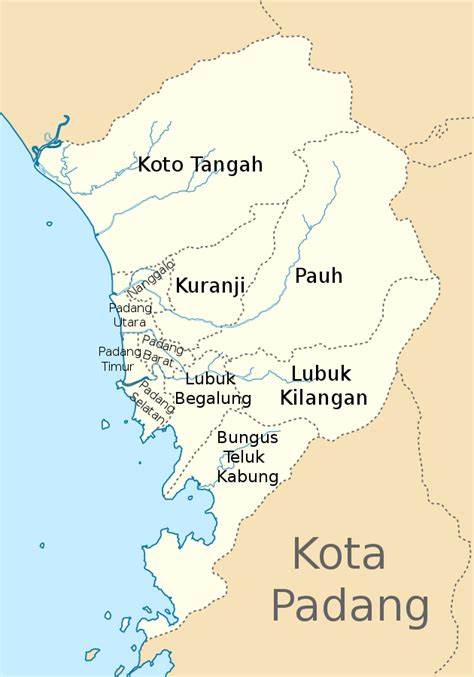 Koto Tangah
Nanggalo
Kuranji
Pauh
Padang
Utara
Padang
Barat
Padang
Timur
Lubuk
Begalung
Lubuk
Kilangan
Padang
Selatan
Bungus
Teluk
Kabung
Kota
Padang